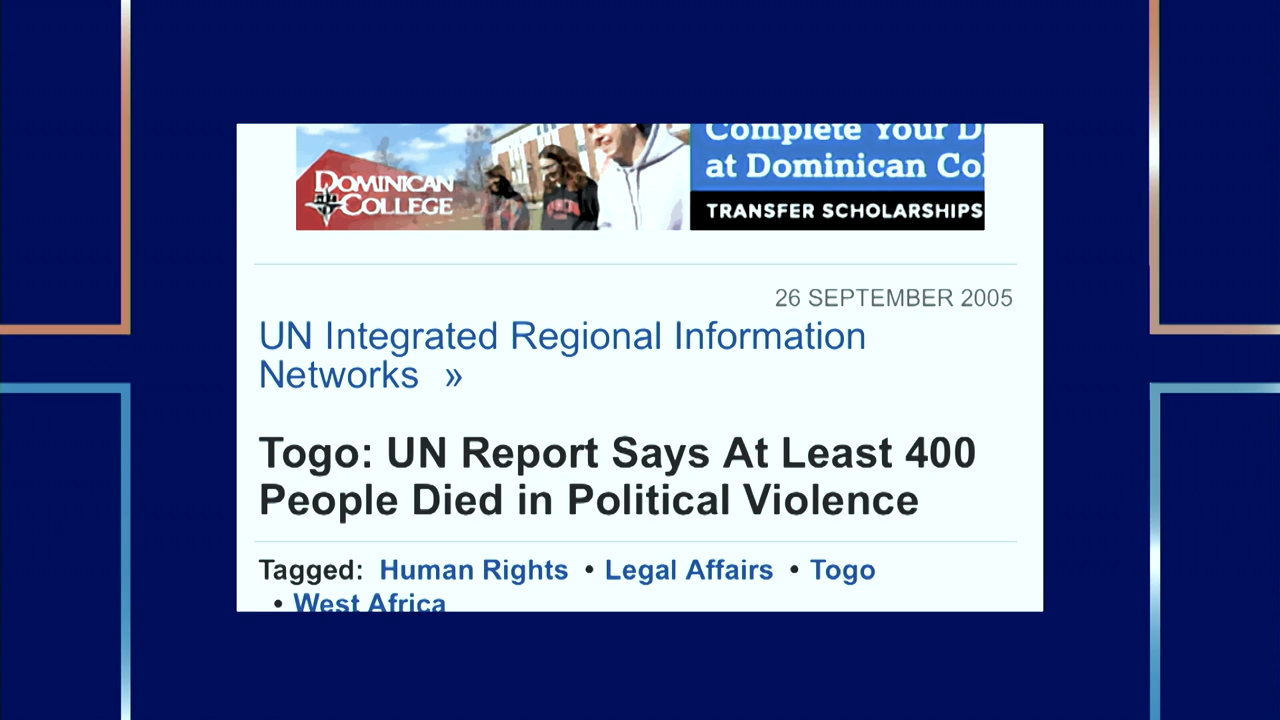 DOMINICAN
COLLEGE
Complete Your D
at Dominican Col
TRANSFER SCHOLARSHIPS
26 SEPTEMBER 2005
UN Integrated Regional Information
Networks »
Togo: UN Report Says At Least 400
People Died in Political Violence
Tagged: Human Rights • Legal Affairs • Togo
• West Africa